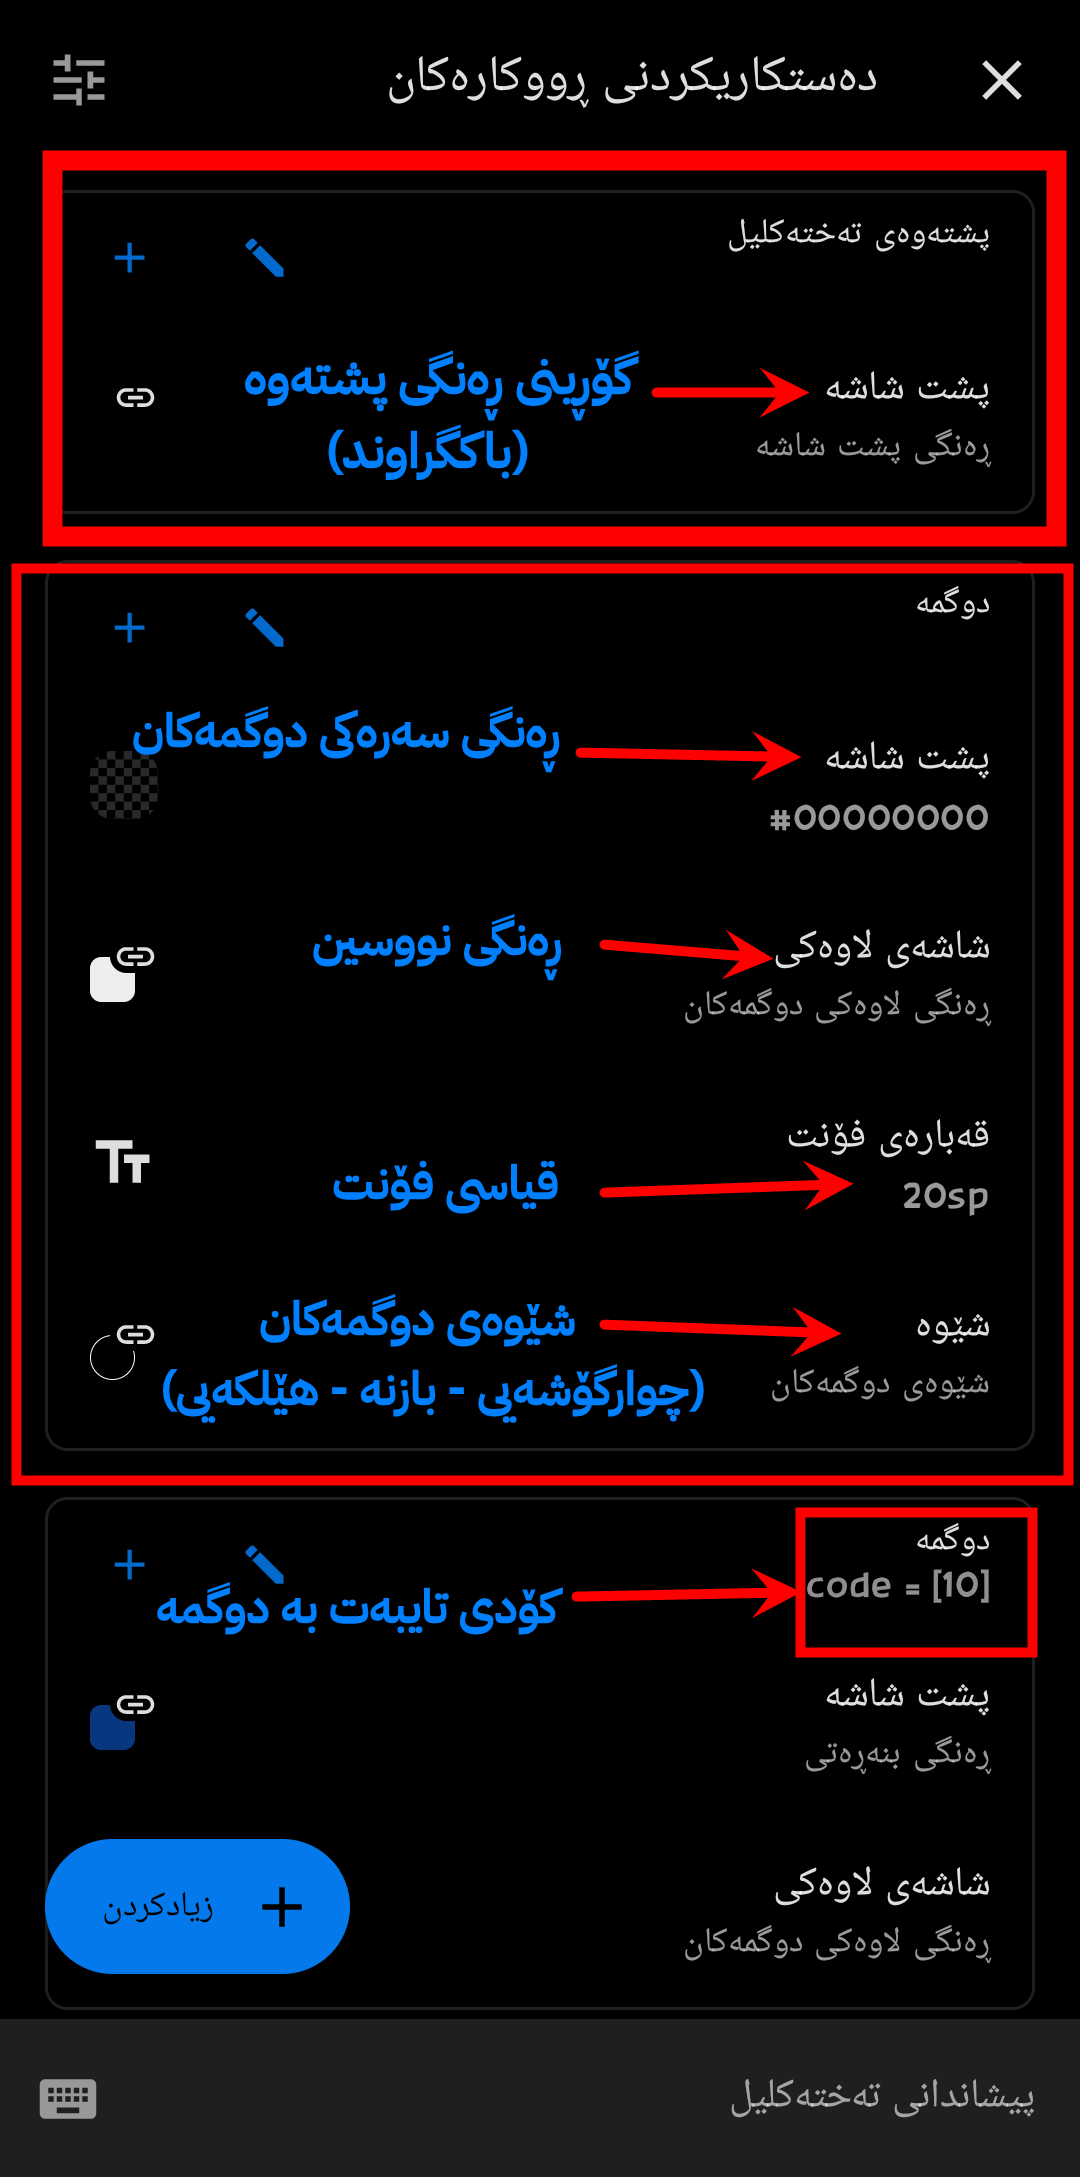 دەستکاریکردنی ڕووکارەکان
پشتەوەی تەختەکلیل
پشت شاشە
گۆڕینی ڕەنگی پشتەوە
ڕەنگی پشت شاشە
(باکگراوند)
دوگمە
پشت شاشە
ڕەنگی سەرەکی دوگمەکان
#00000000
شاشەی لاوەکی
ڕەنگی نووسین
ڕەنگی لاوەکی دوگمەکان
قەبارەی فۆنت
قیاسی فۆنت
20sp
شێوە
شێوەی دوگمەکان
شێوەی دوگمەکان
(چوارگۆشەیی - بازنە - هێلکەیی)
دوگمە
code = [10]
کۆدی تایبەت بە دوگمە
پشت شاشە
ڕەنگی بنەڕەتی
شاشەی لاوەکی
زیادکردن
ڕەنگی لاوەکی دوگمەکان
پیشاندانی تەختەکلیل